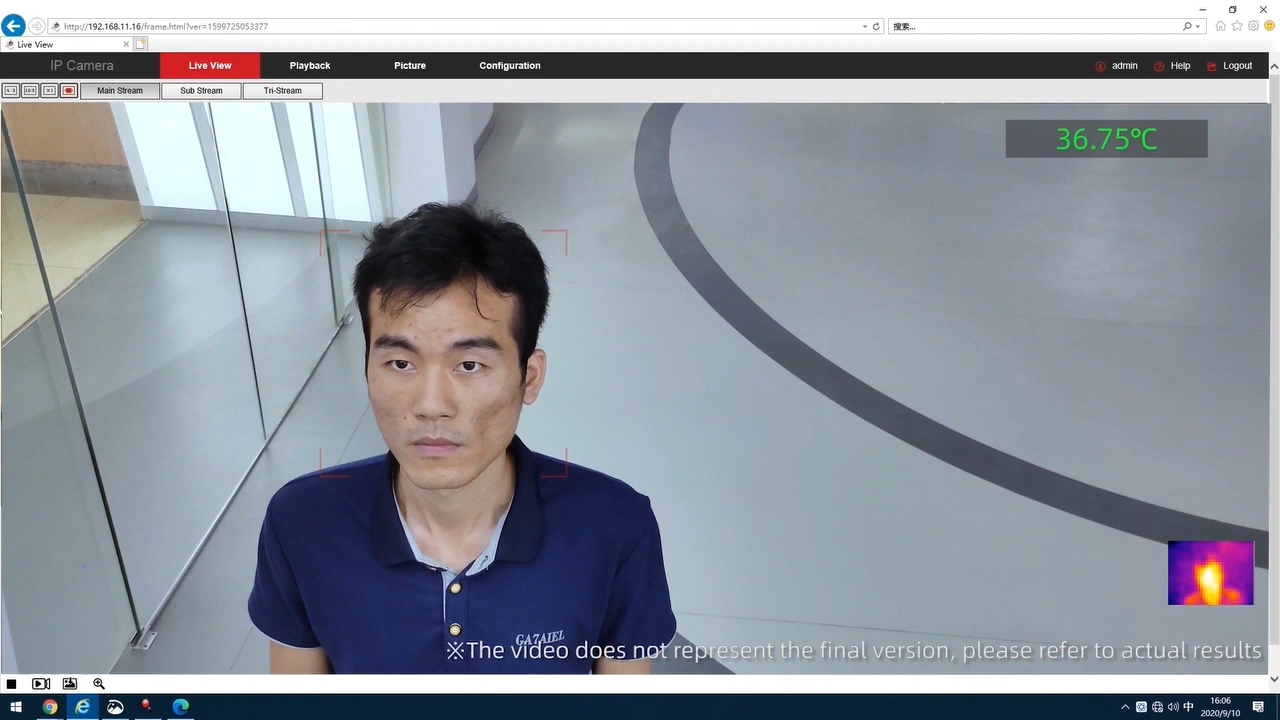 http://192.168.11.16/frame.html?ver=1599725053377
搜索...
Live View
IP Camera
Live View
Playback
Picture
Configuration
admin
Help
Logout
Main Stream
Sub Stream
Tri-Stream
36.75℃
GA7AIEL
※The video does not represent the final version, please refer to actual results
中
16:06
2020/9/10